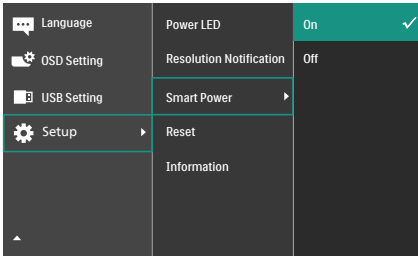 Language
OSD Setting
USB Setting
Setup
Power LED
Resolution Notification
Smart Power
Reset
Information
On
Off